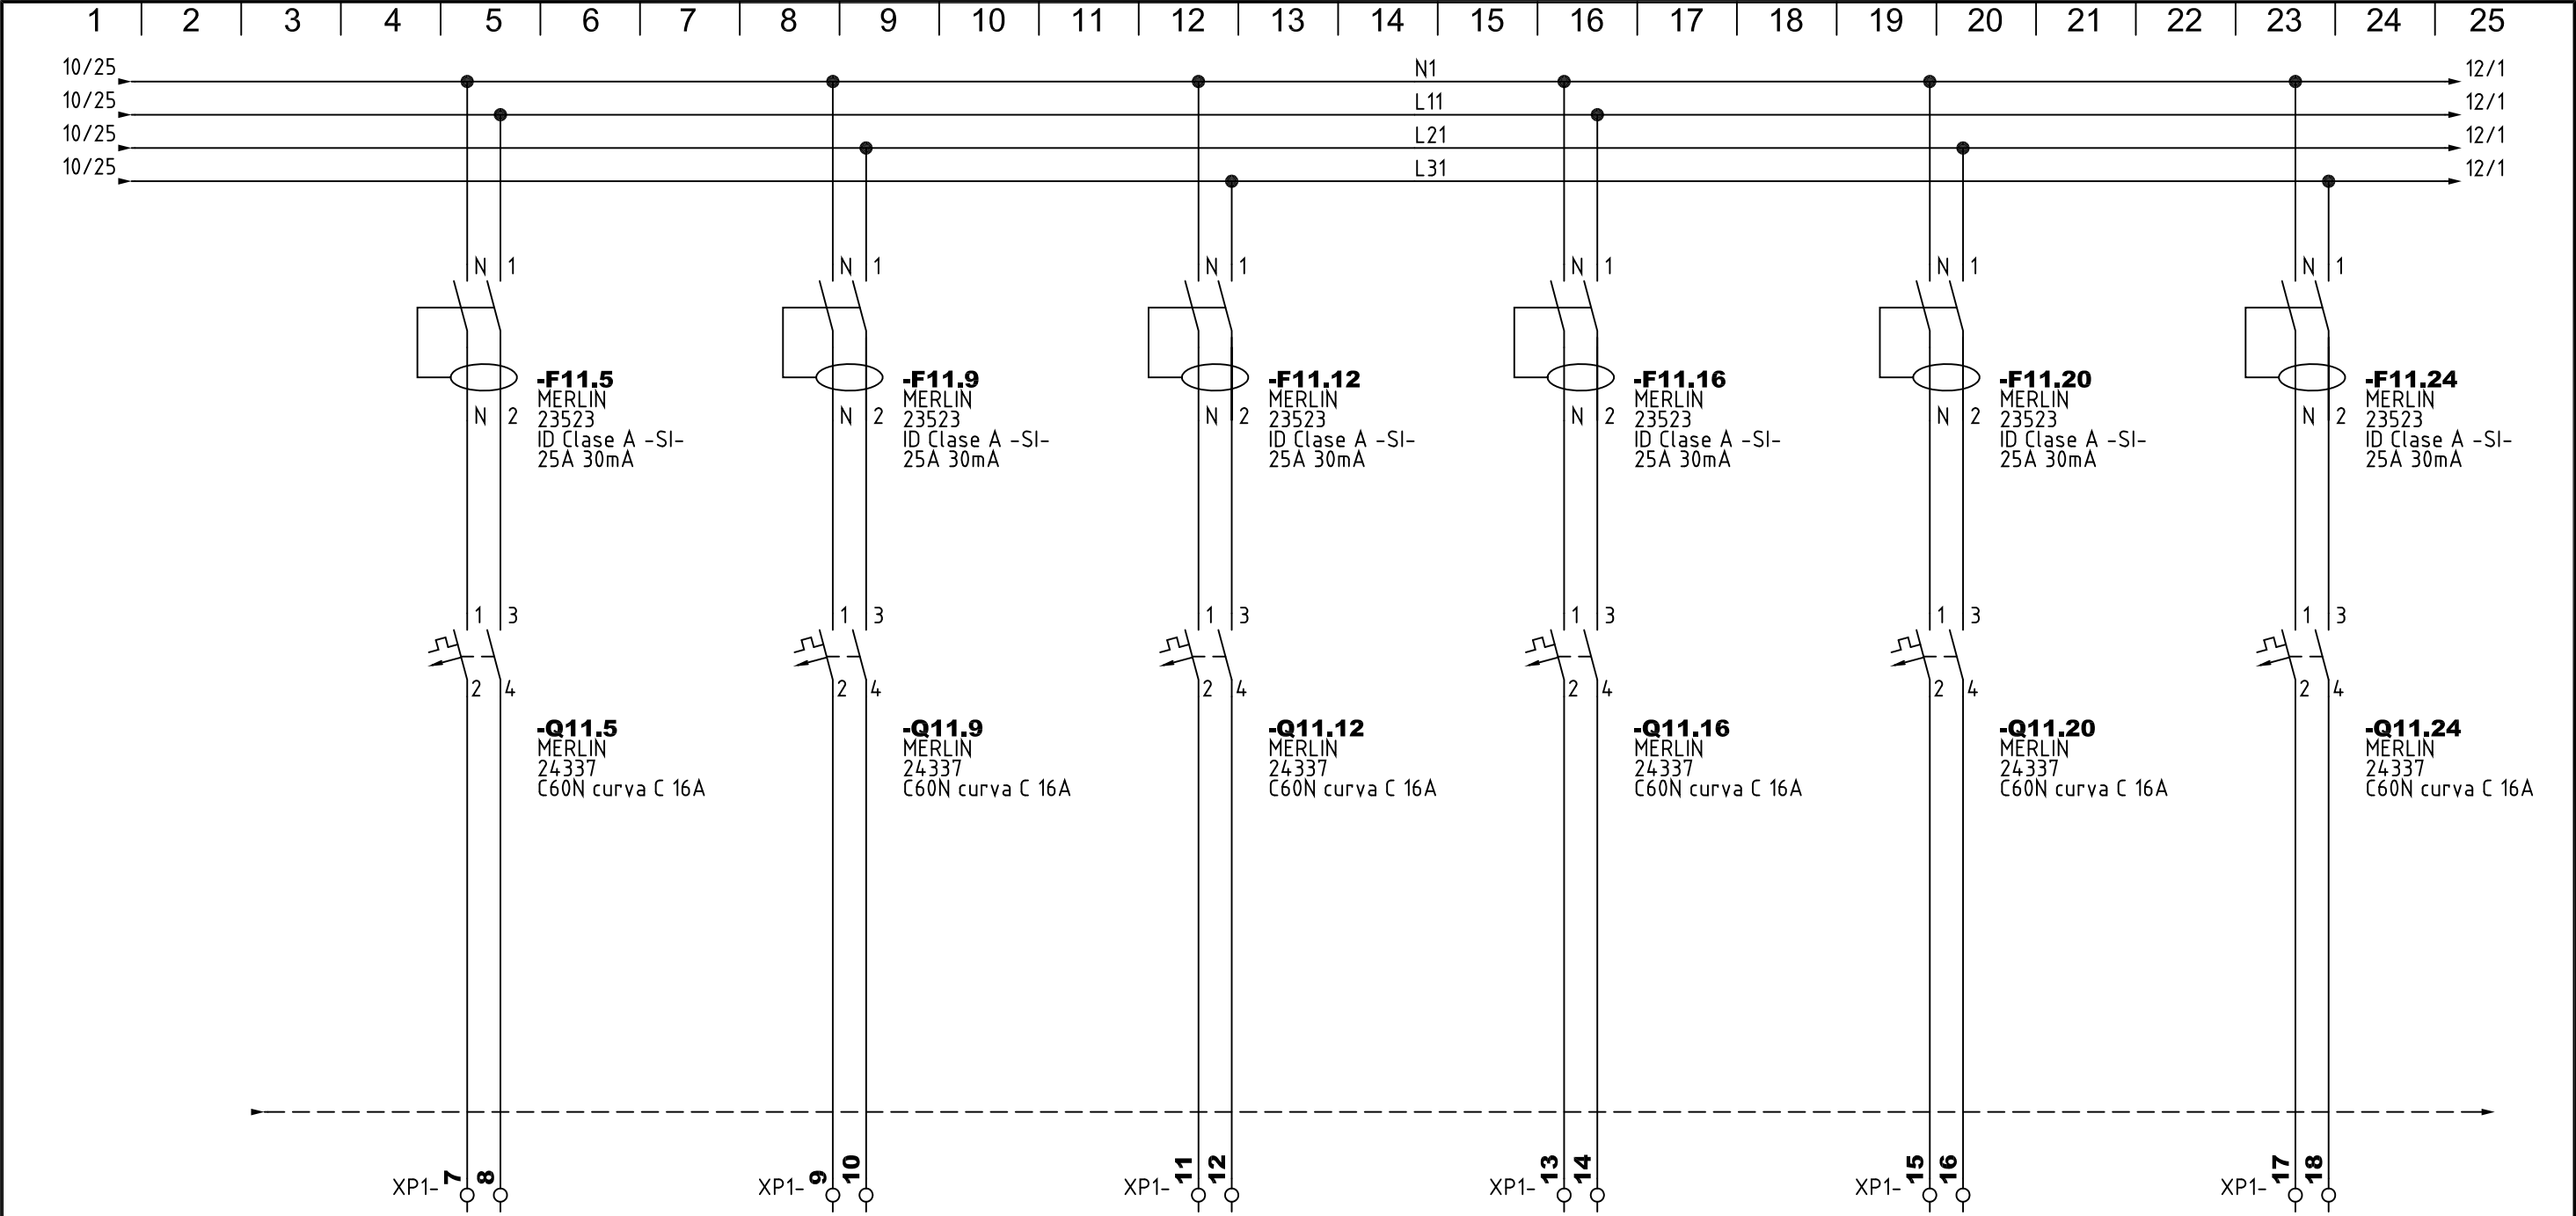 1 2 3 4 5 6 7 8 9 10 11 12 13 14 15 16 17 18 19 20 21 22 23 24 25
10/25 N1 12/1
10/25 L11 12/1
10/25 L21 12/1
10/25 L31 12/1
N 1 N 1 N 1 N 1 N 1 N 1
-F11.5 -F11.9 -F11.12 -F11.16 -F11.20 -F11.24
MERLIN MERLIN MERLIN MERLIN MERLIN MERLIN
N 2 23523 N 2 23523 N 2 23523 N 2 23523 N 2 23523 N 2 23523
ID Clase A -SI- ID Clase A -SI- ID Clase A -SI- ID Clase A -SI- ID Clase A -SI- ID Clase A -SI-
25A 30mA 25A 30mA 25A 30mA 25A 30mA 25A 30mA 25A 30mA
1 3 1 3 1 3 1 3 1 3 1 3
2 4 2 4 2 4 2 4 2 4 2 4
-Q11.5 -Q11.9 -Q11.12 -Q11.16 -Q11.20 -Q11.24
MERLIN MERLIN MERLIN MERLIN MERLIN MERLIN
24337 24337 24337 24337 24337 24337
C60N curva C 16A C60N curva C 16A C60N curva C 16A C60N curva C 16A C60N curva C 16A C60N curva C 16A
XP1- 7 8 XP1- 9 10 XP1- 11 12 XP1- 13 14 XP1- 15 16 XP1- 17 18